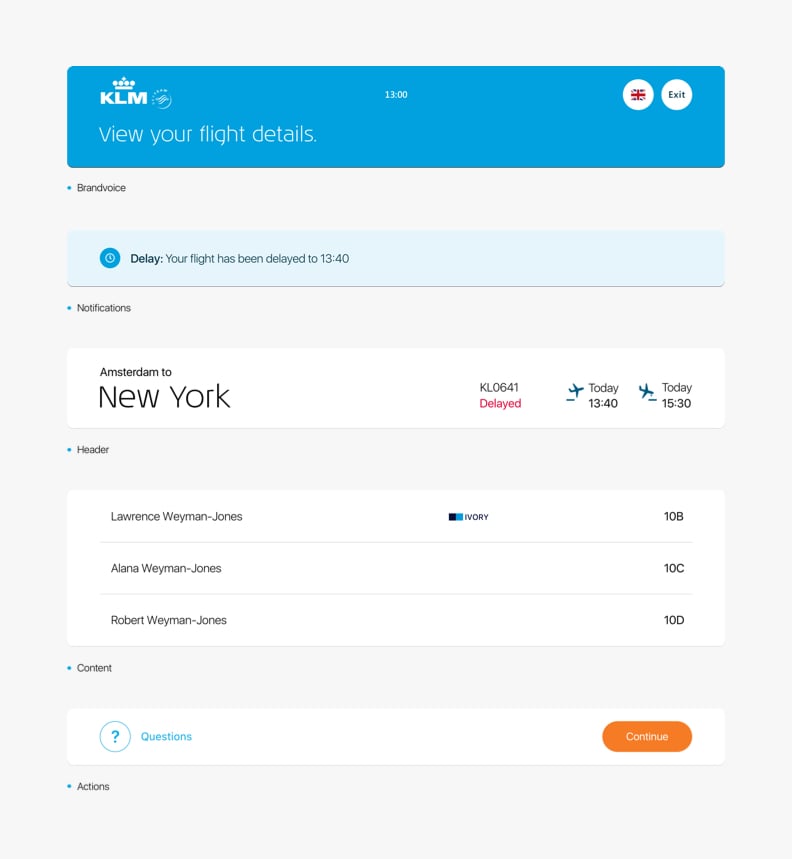 KLM
13:00
Exit
View your flight details.
Brandvoice
Delay: Your flight has been delayed to 13:40
Notifications
Amsterdam to
New York
KL0641
Delayed
Today
13:40
Today
15:30
Header
Lawrence Weyman-Jones
IVORY
10B
Alana Weyman-Jones
10C
Robert Weyman-Jones
10D
Content
?
Questions
Continue
Actions